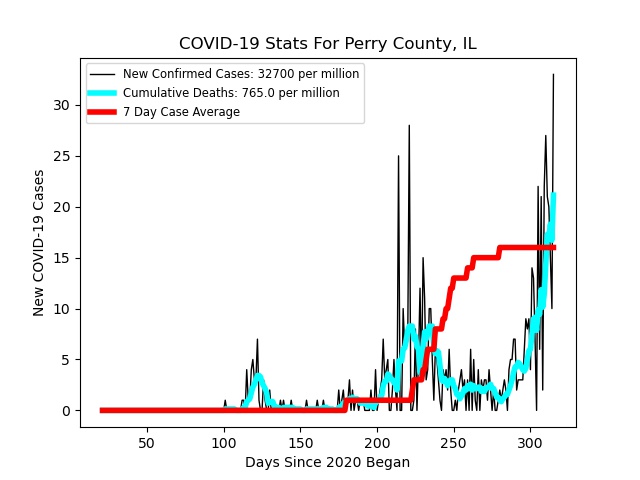 COVID-19 Stats For Perry County, IL
New Confirmed Cases: 32700 per million
Cumulative Deaths: 765.0 per million
7 Day Case Average
New COVID-19 Cases
30
25
20
15
10
5
0
50 100 150 200 250 300
Days Since 2020 Began